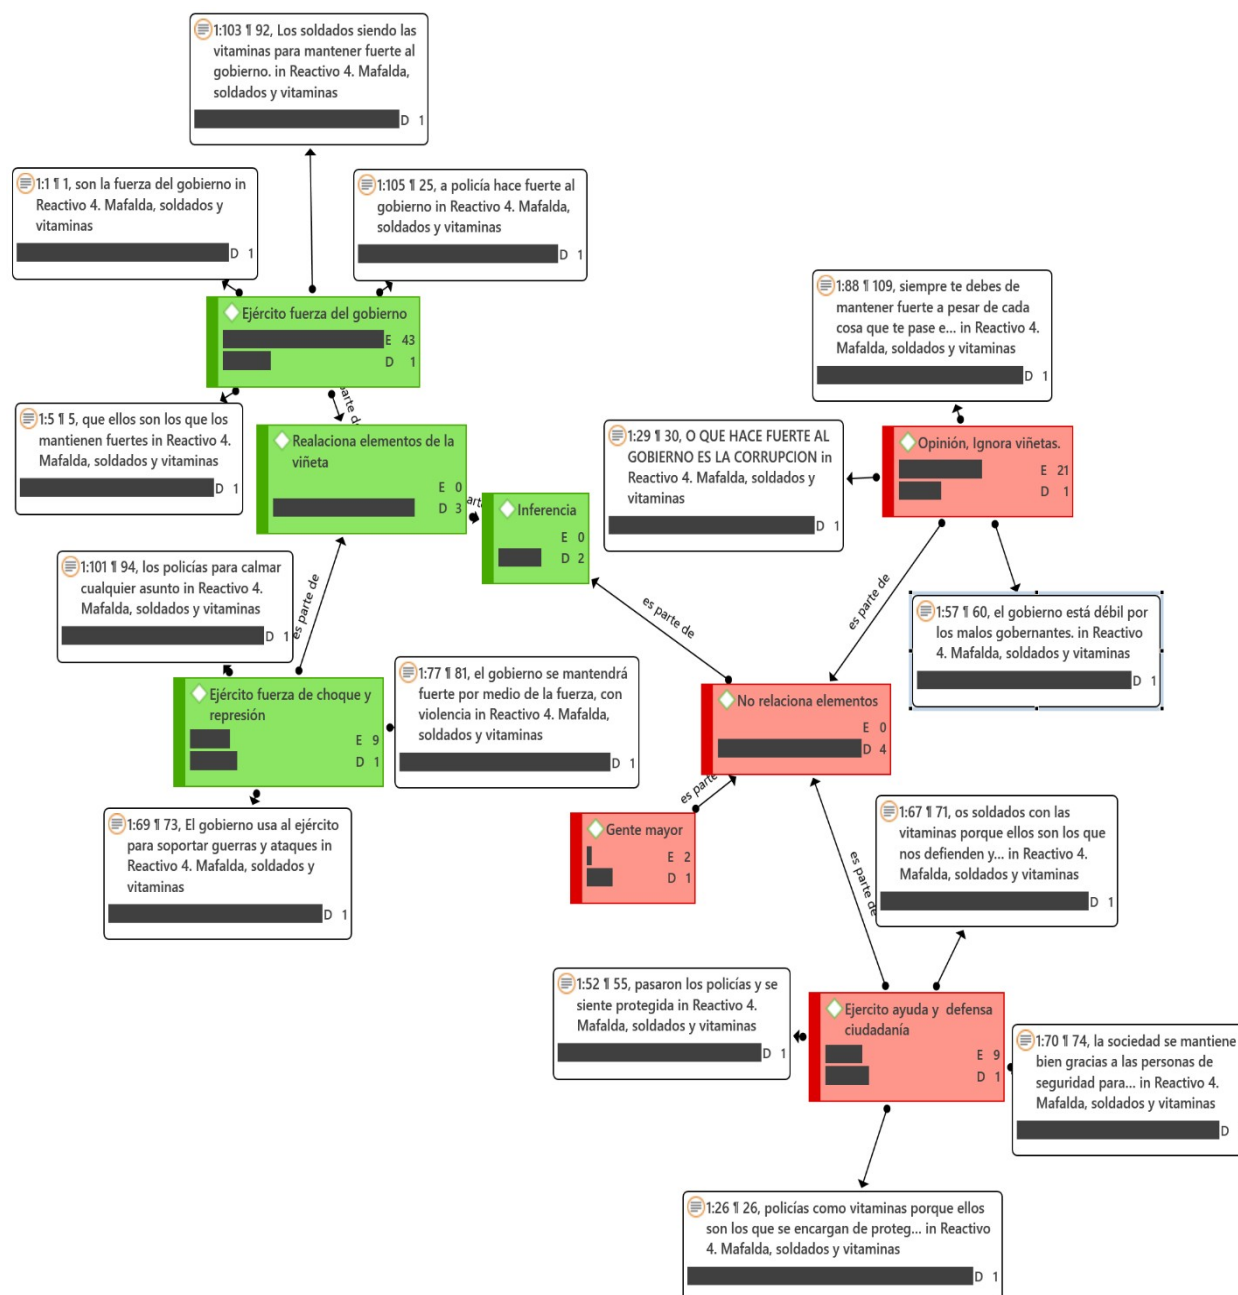 1:103 ¶ 92, Los soldados siendo las
vitaminas para mantener fuerte al
gobierno. in Reactivo 4. Mafalda,
soldados y vitaminas
D 1
1:1 ¶ 1, son la fuerza del gobierno in
Reactivo 4. Mafalda, soldados y
vitaminas
D 1
1:105 ¶ 25, a policía hace fuerte al
gobierno in Reactivo 4. Mafalda,
soldados y vitaminas
D 1
Ejército fuerza del gobierno
E 43
D 1
parte de
1:5 ¶ 5, que ellos son los que los
mantienen fuertes in Reactivo 4.
Mafalda, soldados y vitaminas
D 1
Realaciona elementos de la
viñeta
E 0
D 3
arte
Inferencia
E 0
D 2
1:88 ¶ 109, siempre te debes de
mantener fuerte a pesar de cada
cosa que te pase e... in Reactivo 4.
Mafalda, soldados y vitaminas
D 1
1:29 ¶ 30, O QUE HACE FUERTE AL
GOBIERNO ES LA CORRUPCION in
Reactivo 4. Mafalda, soldados y
vitaminas
D 1
Opinión, Ignora viñetas.
E 21
D 1
1:101 ¶ 94, los policías para calmar
cualquier asunto in Reactivo 4.
Mafalda, soldados y vitaminas
D 1
es parte de
es parte de
es parte de
1:57 ¶ 60, el gobierno está débil por
los malos gobernantes. in Reactivo
4. Mafalda, soldados y vitaminas
D 1
Ejército fuerza de choque y
represión
E 9
D 1
1:77 ¶ 81, el gobierno se mantendrá
fuerte por medio de la fuerza, con
violencia in Reactivo 4. Mafalda,
soldados y vitaminas
D 1
No relaciona elementos
E 0
D 4
es parte
1:69 ¶ 73, El gobierno usa al ejército
para soportar guerras y ataques in
Reactivo 4. Mafalda, soldados y
vitaminas
D 1
Gente mayor
E 2
D 1
es parte de
1:67 ¶ 71, os soldados con las
vitaminas porque ellos son los que
nos defienden y... in Reactivo 4.
Mafalda, soldados y vitaminas
D 1
1:52 ¶ 55, pasaron los policías y se
siente protegida in Reactivo 4.
Mafalda, soldados y vitaminas
D 1
Ejercito ayuda y defensa
ciudadanía
E 9
D 1
1:70 ¶ 74, la sociedad se mantiene
bien gracias a las personas de
seguridad para... in Reactivo 4.
Mafalda, soldados y vitaminas
D
1:26 ¶ 26, policías como vitaminas porque ellos
son los que se encargan de proteg... in Reactivo
4. Mafalda, soldados y vitaminas
D 1